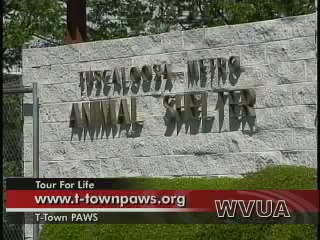 TUSCALOOSA METRO
ANIMAL SHELTER
Tour For Life
www.t-townpaws.org
T-Town PAWS
WVUA